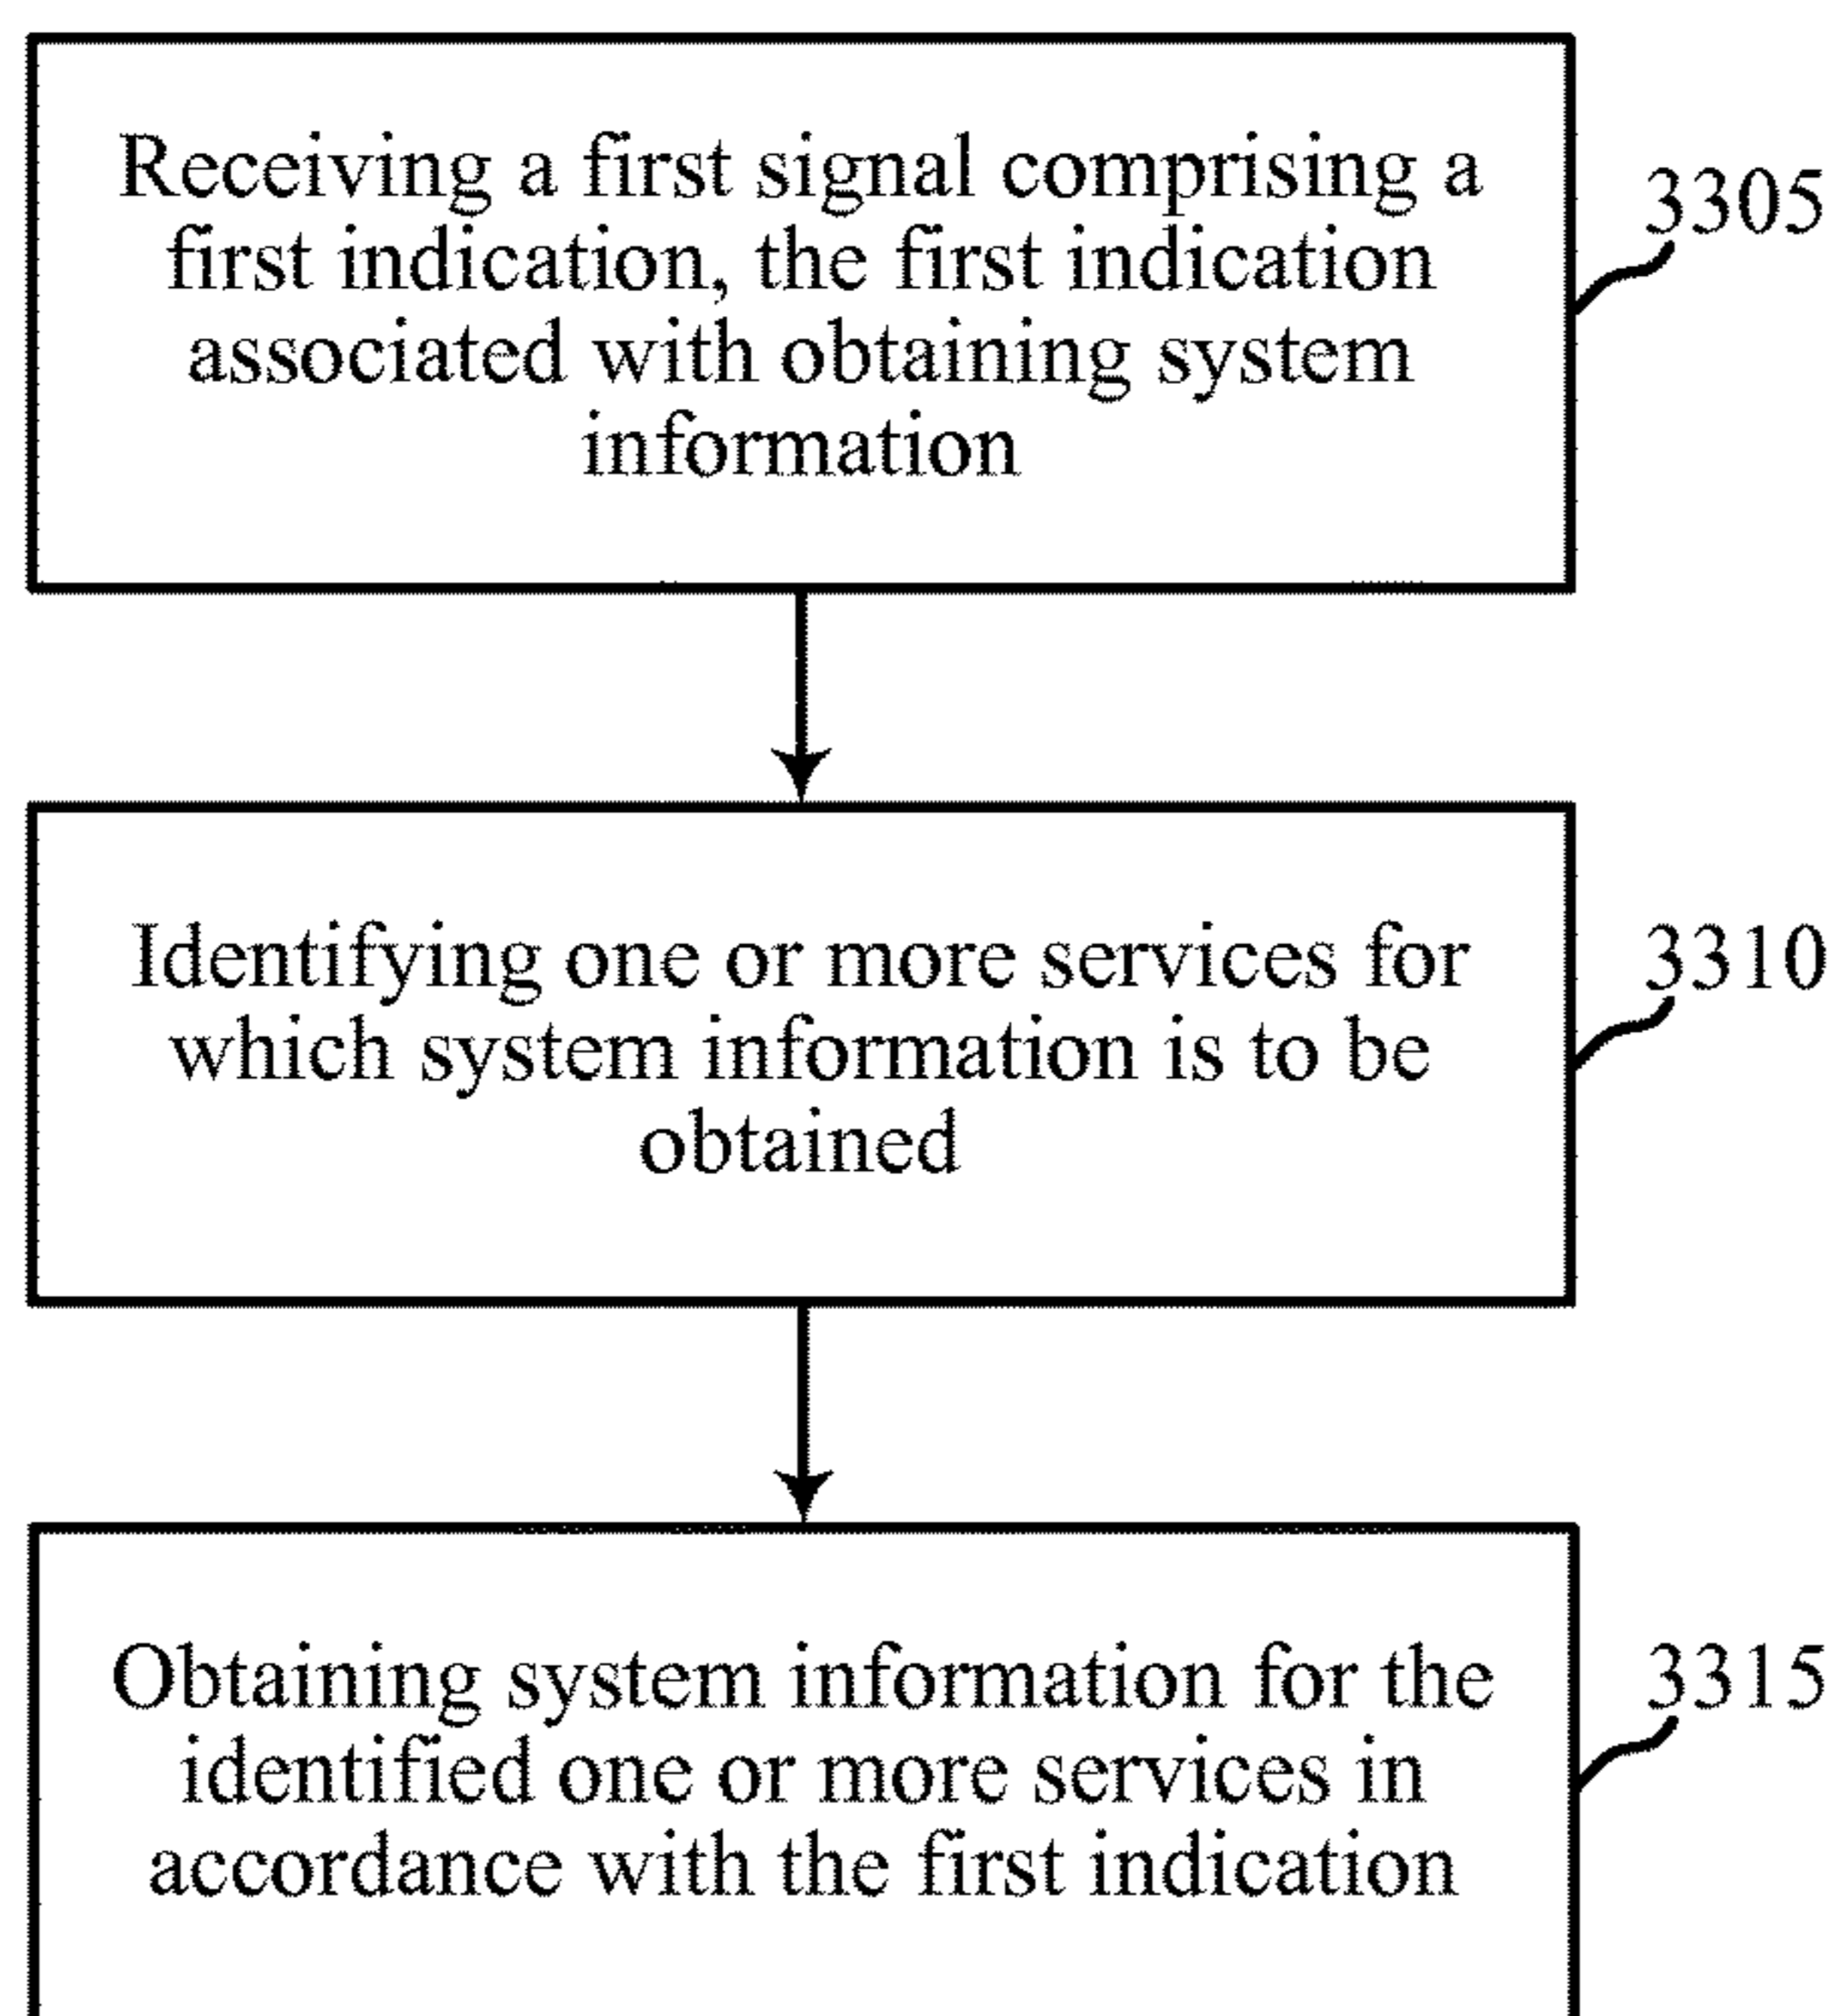 Receiving a first signal comprising a
first indication, the first indication
associated with obtaining system
information
3305
Identifying one or more services for
which system information is to be
obtained
3310
Obtaining system information for the
identified one or more services in
accordance with the first indication
3315